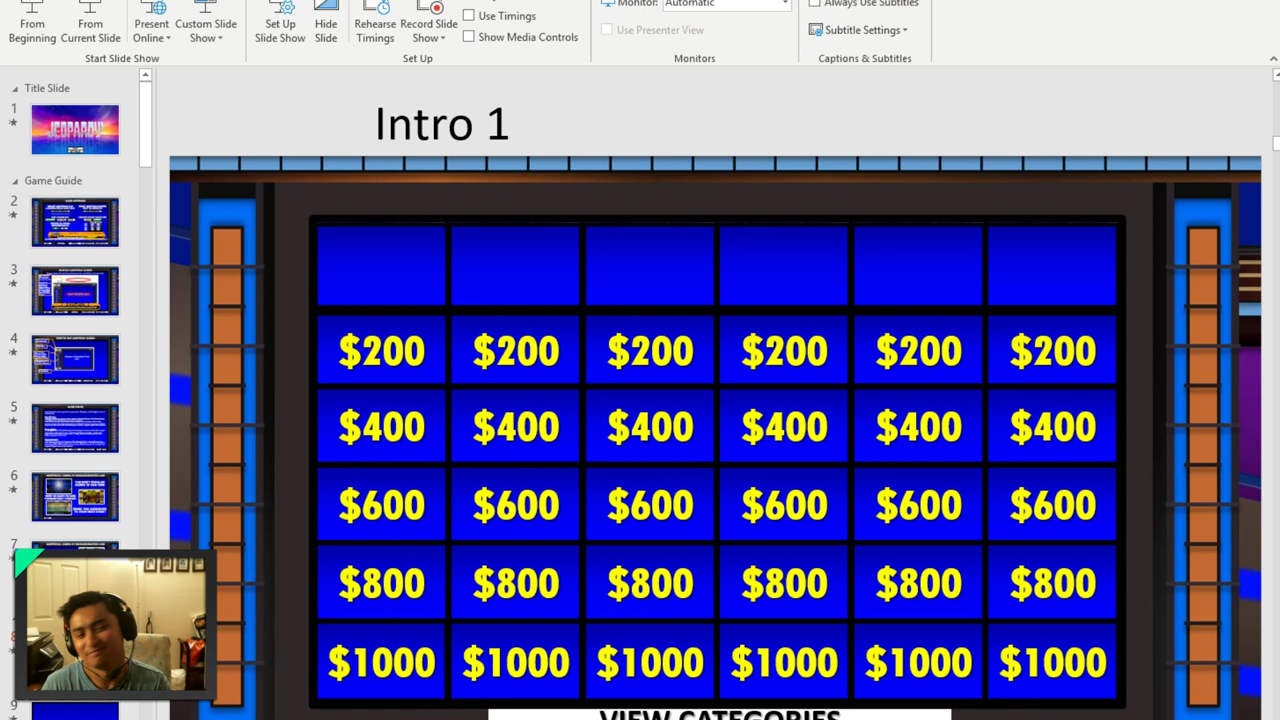 Monitor: Automatic
Always Use Subtitles
From Beginning
From Current Slide
Present Online
Custom Slide Show
Set Up Slide Show
Hide Slide
Rehearse Timings
Record Slide Show
Use Timings
Show Media Controls
Use Presenter View
Subtitle Settings
Start Slide Show
Set Up
Monitors
Captions & Subtitles
Title Slide
1
JEOPARDY!
Game Guide
2
3
4
5
6
7
9
Intro 1
$200 $200 $200 $200 $200 $200
$400 $400 $400 $400 $400 $400
$600 $600 $600 $600 $600 $600
$800 $800 $800 $800 $800 $800
$1000 $1000 $1000 $1000 $1000 $1000
VIEW CATEGORIES